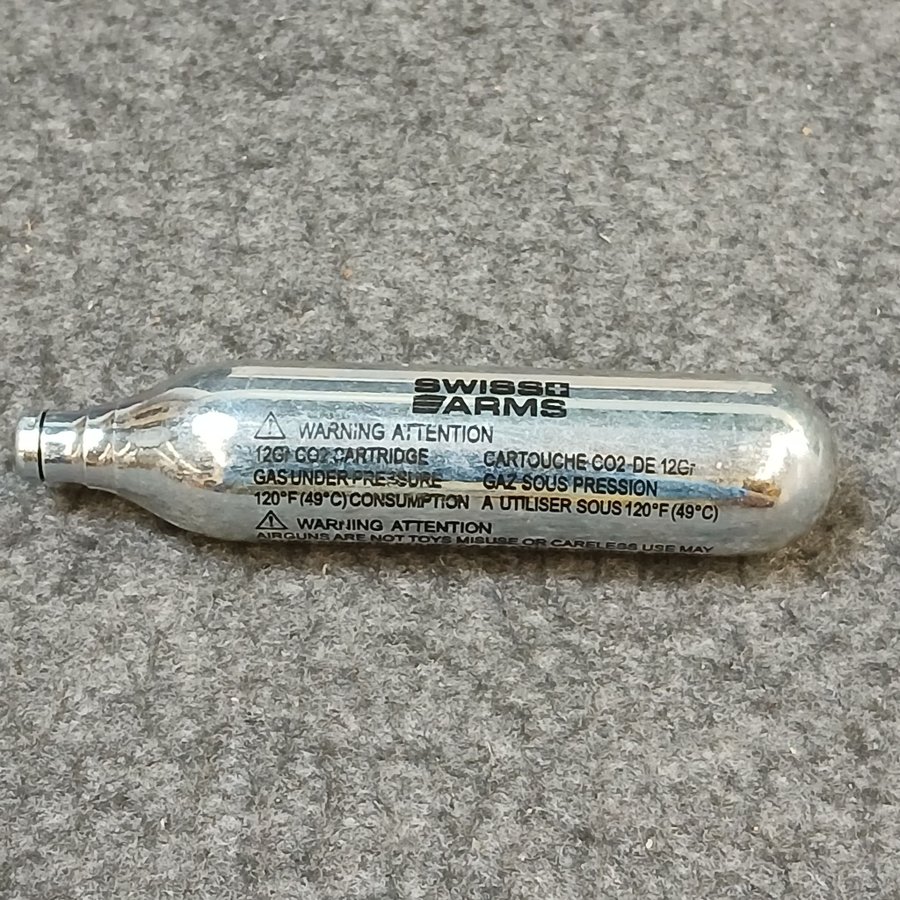 SWISS
ARMS
WARNING ATTENTION
12Gr CO2 CARTRIDGE CARTOUCHE CO2 DE 12Gr
GAS UNDER PRESSURE GAZ SOUS PRESSION
120°F (49°C) CONSUMPTION A UTILISER SOUS 120°F (49°C)
WARNING ATTENTION
AIRGUNS ARE NOT TOYS MISUSE OR CARELESS USE MAY